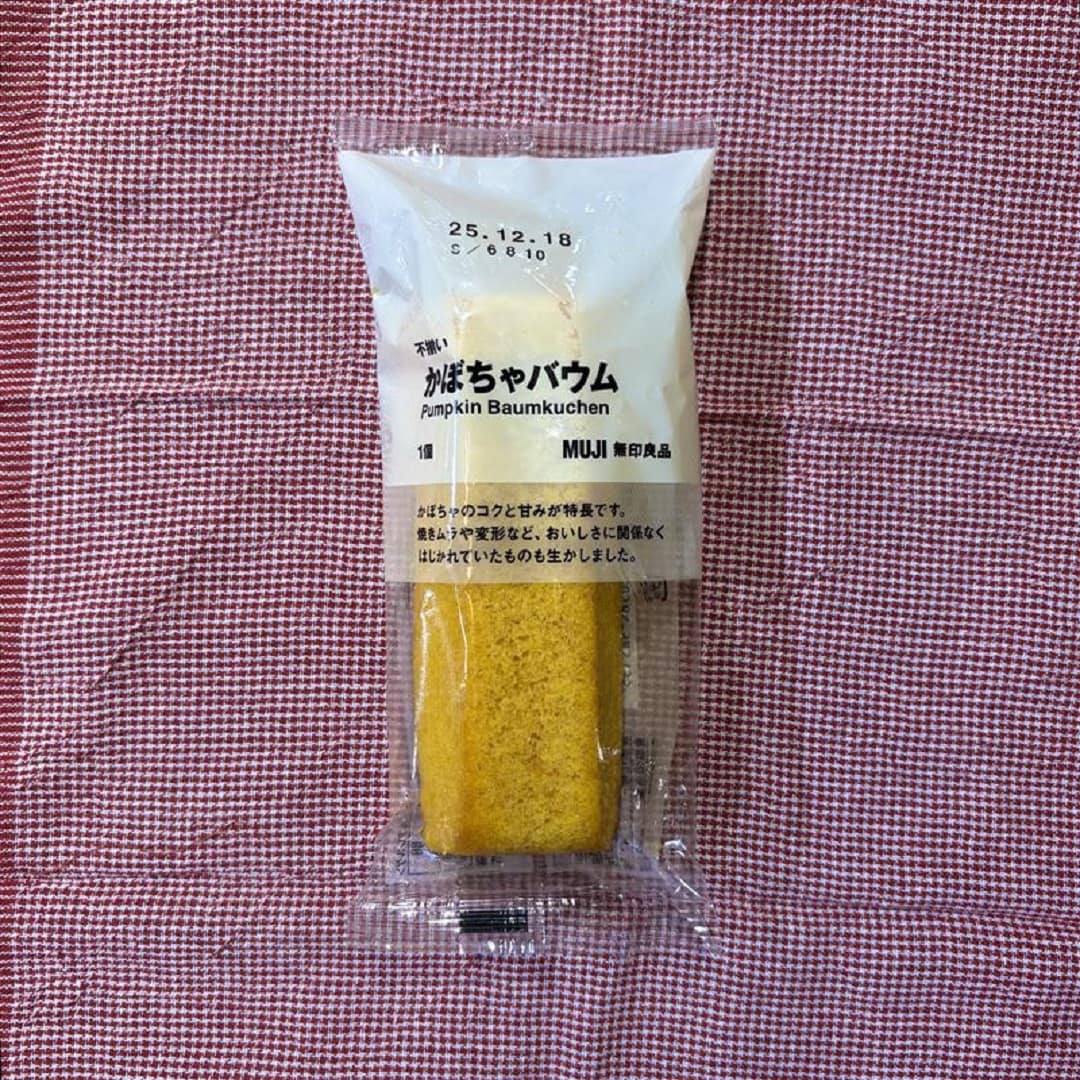 25.12.18
S/6810
不揃い
かぼちゃバウム
Pumpkin Baumkuchen
1個
MUJI 無印良品
かぼちゃのコクと甘みが特長です。
焼きムラや変形など、おいしさに関係なく
はじかれていたものも生かしました。